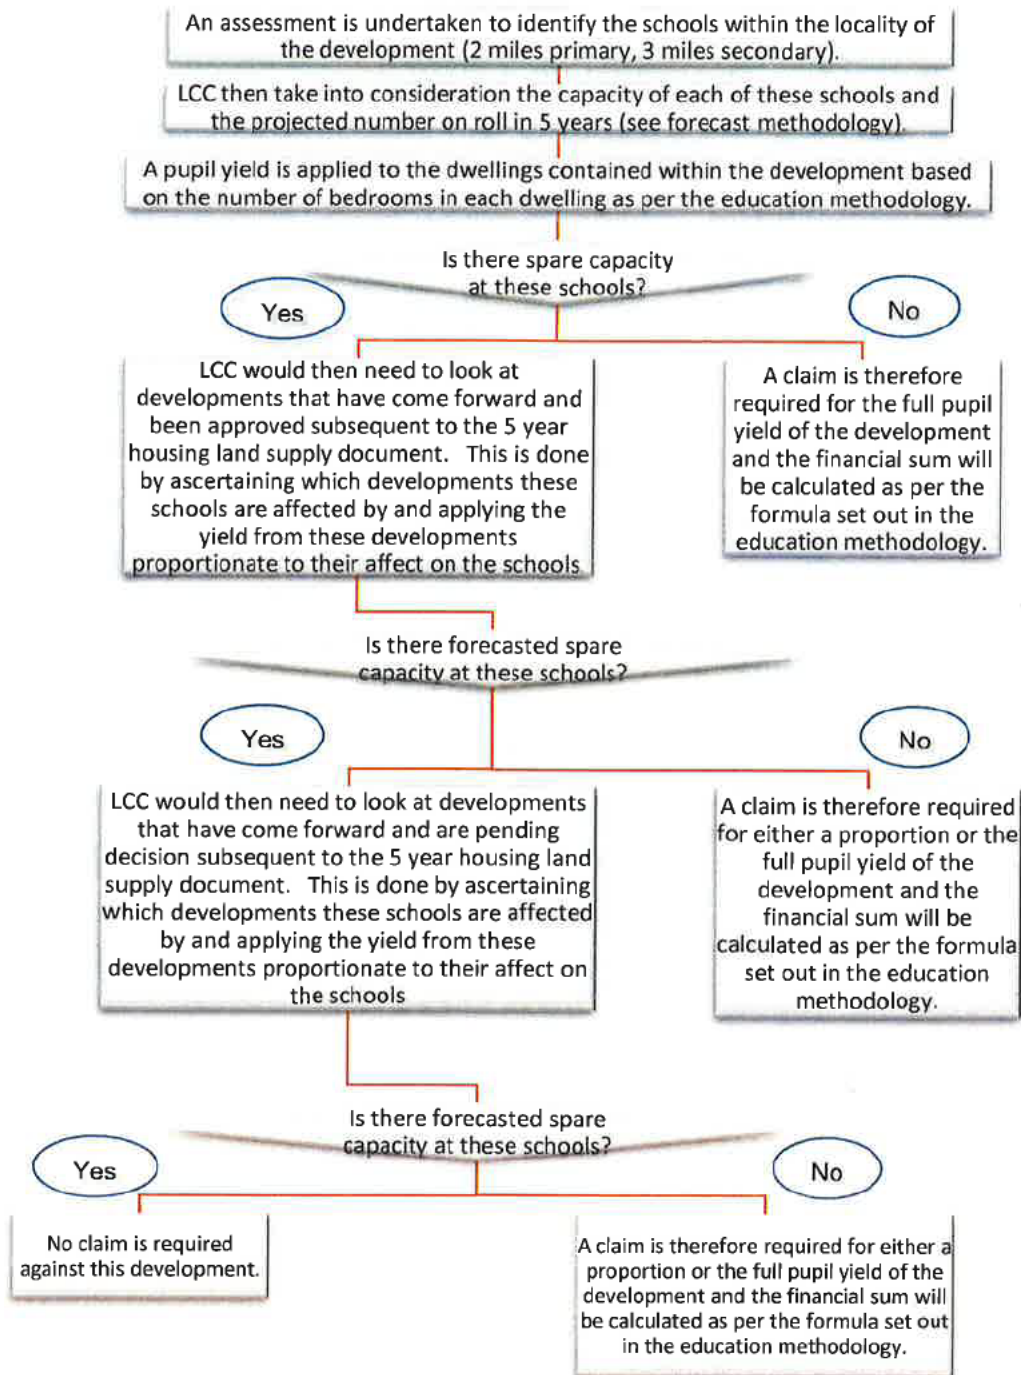 An assessment is undertaken to identify the schools within the locality of
the development (2 miles primary, 3 miles secondary).
LCC then take into consideration the capacity of each of these schools and
the projected number on roll in 5 years (see forecast methodology).
A pupil yield is applied to the dwellings contained within the development based
on the number of bedrooms in each dwelling as per the education methodology.
Is there spare capacity
at these schools?
Yes
No
LCC would then need to look at
developments that have come forward and
been approved subsequent to the 5 year
housing land supply document. This is done
by ascertaining which developments these
schools are affected by and applying the
yield from these developments
proportionate to their affect on the schools
A claim is therefore
required for the full pupil
yield of the development
and the financial sum will
be calculated as per the
formula set out in the
education methodology.
Is there forecasted spare
capacity at these schools?
Yes
No
LCC would then need to look at developments
that have come forward and are pending
decision subsequent to the 5 year housing land
supply document. This is done by ascertaining
which developments these schools are affected
by and applying the yield from these
developments proportionate to their affect on
the schools
A claim is therefore required
for either a proportion or the
full pupil yield of the
development and the
financial sum will be
calculated as per the formula
set out in the education
methodology.
Is there forecasted spare
capacity at these schools?
Yes
No
No claim is required
against this development.
A claim is therefore required for either a
proportion or the full pupil yield of the
development and the financial sum will
be calculated as per the formula set out
in the education methodology.